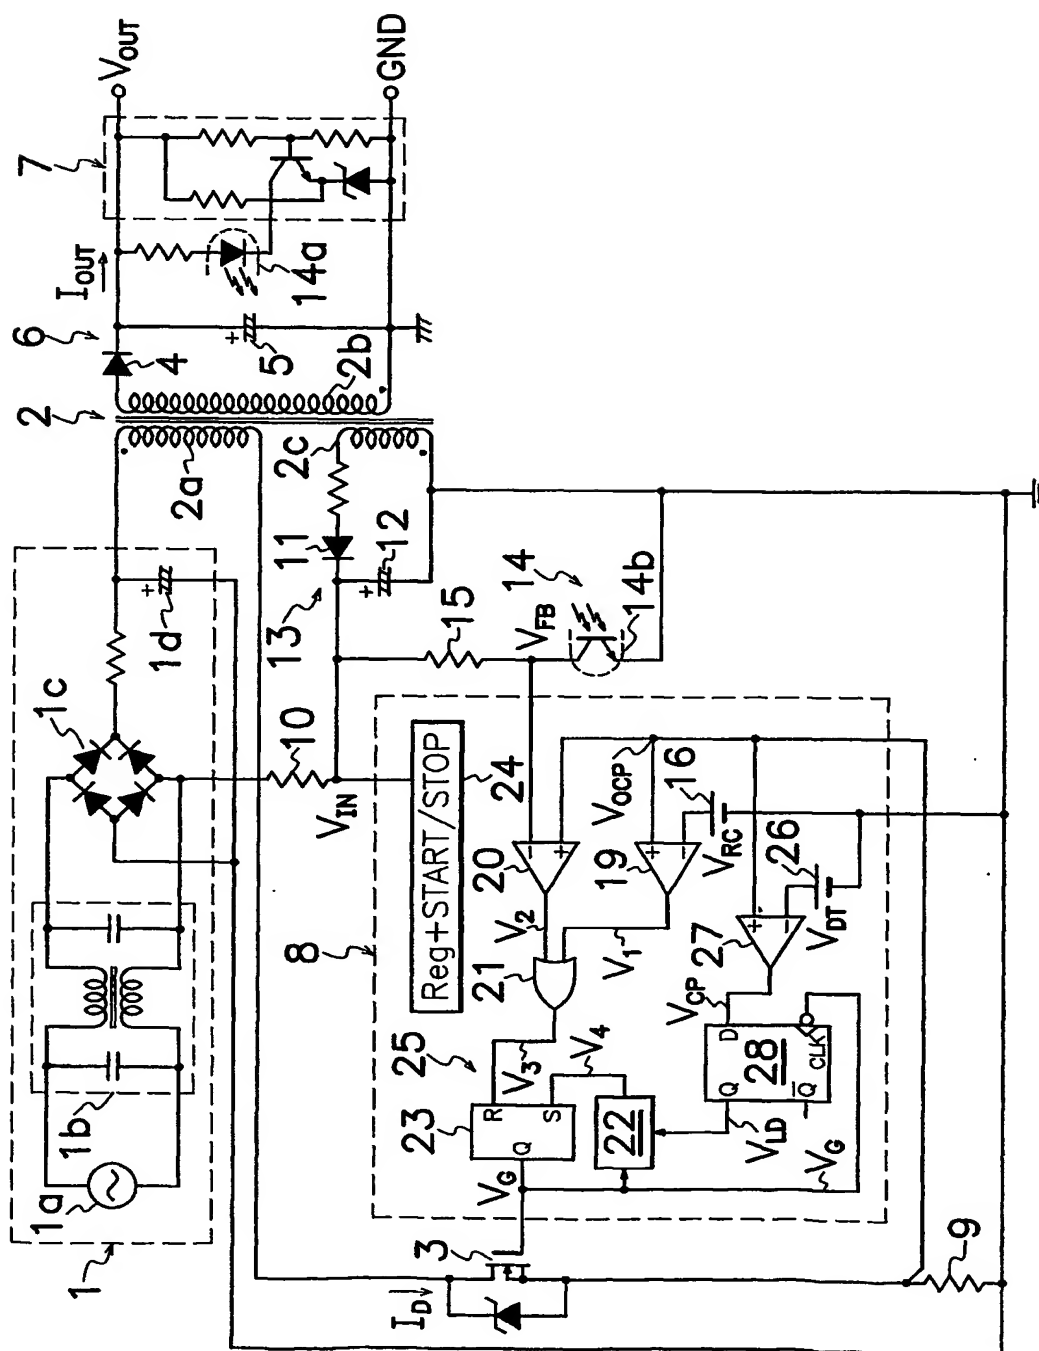 1
1a
1b
1c
1d
2
2a
2b
2c
4
5
6
I_OUT
7
V_OUT
GND
14a
10
V_IN
13
11
12
15
V_FB
14
14b
8
Reg+START/STOP
24
20
V_2
21
V_3
25
23
R
S
Q
V_4
22
V_G
3
I_D
V_OCP
19
V_1
16
V_RC
26
V_DT
27
V_CP
D
28
CLK
Q
Q̅
V_LD
V_G
9
+
+
+
+
−
+
−
+
−